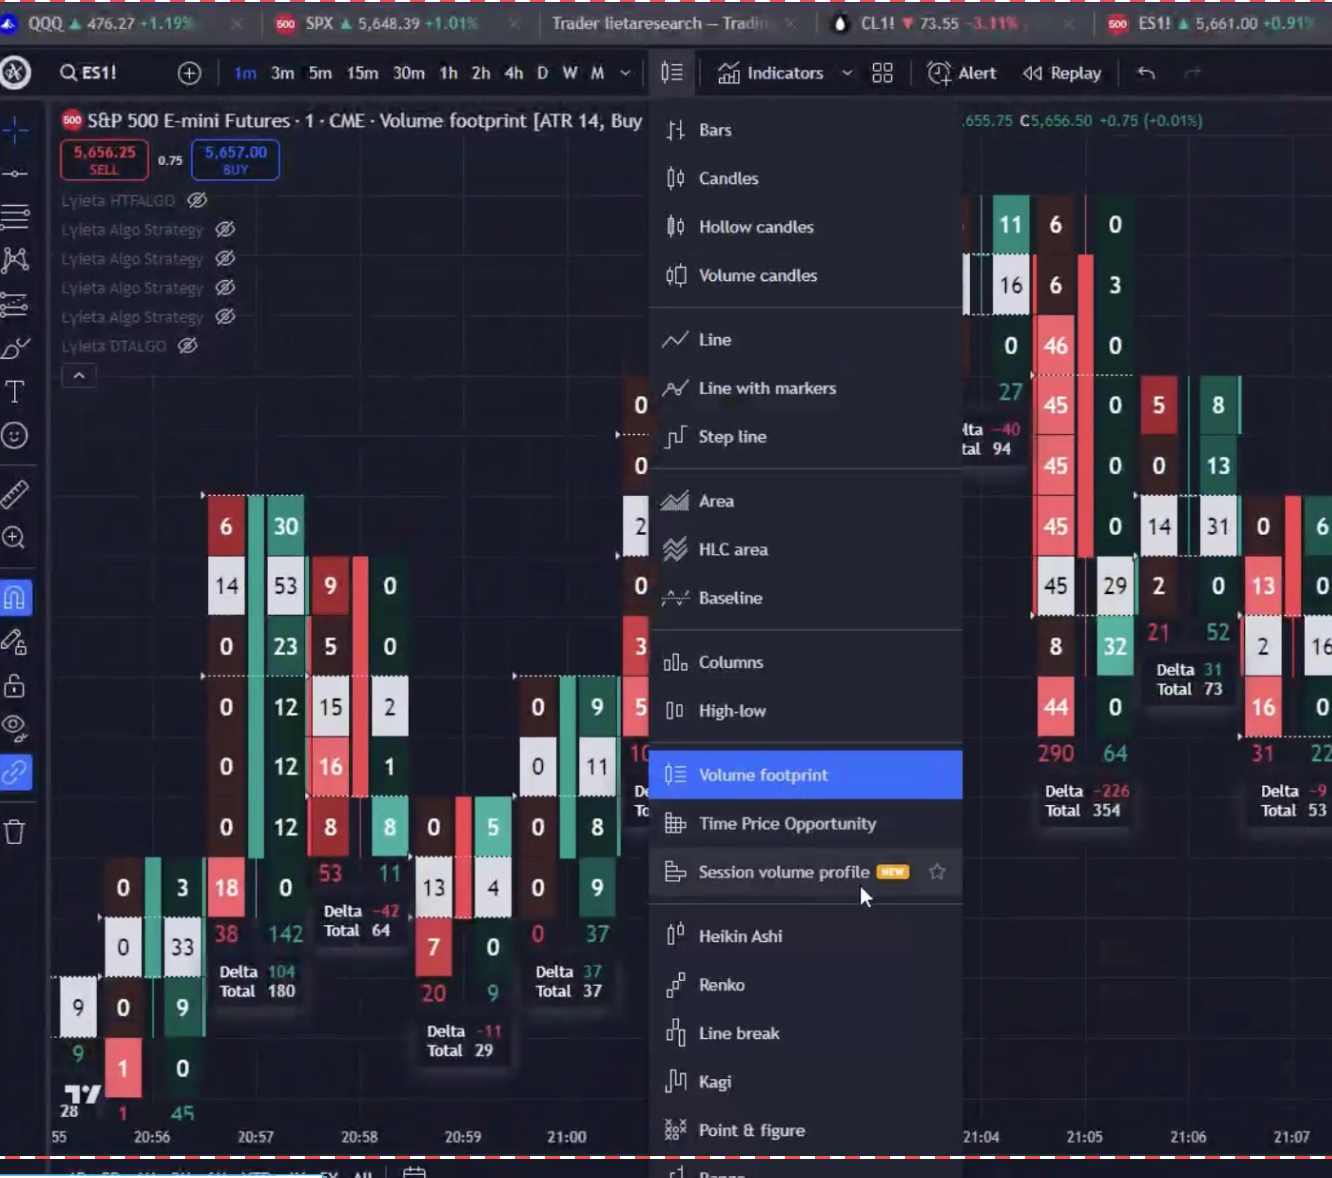 QQQ ▲ 476.27 +1.19%
500 SPX ▲ 5,648.39 +1.01%
Trader lietaresearch —
CL1! ▼ 73.55 -3.11%
500 ES1! ▲ 5,661.00 +0.91%
ES1! 1m 3m 5m 15m 30m 1h 2h 4h D W M Indicators Alert Replay
500 S&P 500 E-mini Futures · 1 · CME · Volume footprint [ATR 14, Buy
.655.75 C5,656.50 +0.75 (+0.01%)
5,656.25
SELL
0.75
5,657.00
BUY
Lyieta HTFALGO
Lyieta Algo Strategy
Lyieta Algo Strategy
Lyieta Algo Strategy
Lyieta Algo Strategy
Lyieta DTALGO
Bars
Candles
Hollow candles
Volume candles
Line
Line with markers
Step line
Area
HLC area
Baseline
Columns
High-low
Volume footprint
Time Price Opportunity
Session volume profile NEW
Heikin Ashi
Renko
Line break
Kagi
Point & figure
9
9
28
0 3
0 33
0 9
1 0
1 45
6 30
14 53
0 23
0 12
0 12
0 12
18 0
38 142
Delta 104
Total 180
9 0
5 0
15 2
16 1
8 8
53 11
Delta -42
Total 64
0 5
13 4
7 0
20 9
Delta -11
Total 29
0 9
0 11
0 8
0 9
0 37
Delta 37
Total 37
0
0
2
0
3
5
10
11
16
0
27
lta -40
tal 94
6 0
6 3
46 0
45 0
45 0
45 0
45 29
8 32
44 0
290 64
Delta -226
Total 354
5 8
0 13
14 31
2 0
21 52
Delta 31
Total 73
0 6
13 0
2 16
16 0
31 22
Delta -9
Total 53
55 20:56 20:57 20:58 20:59 21:00 21:04 21:05 21:06 21:07